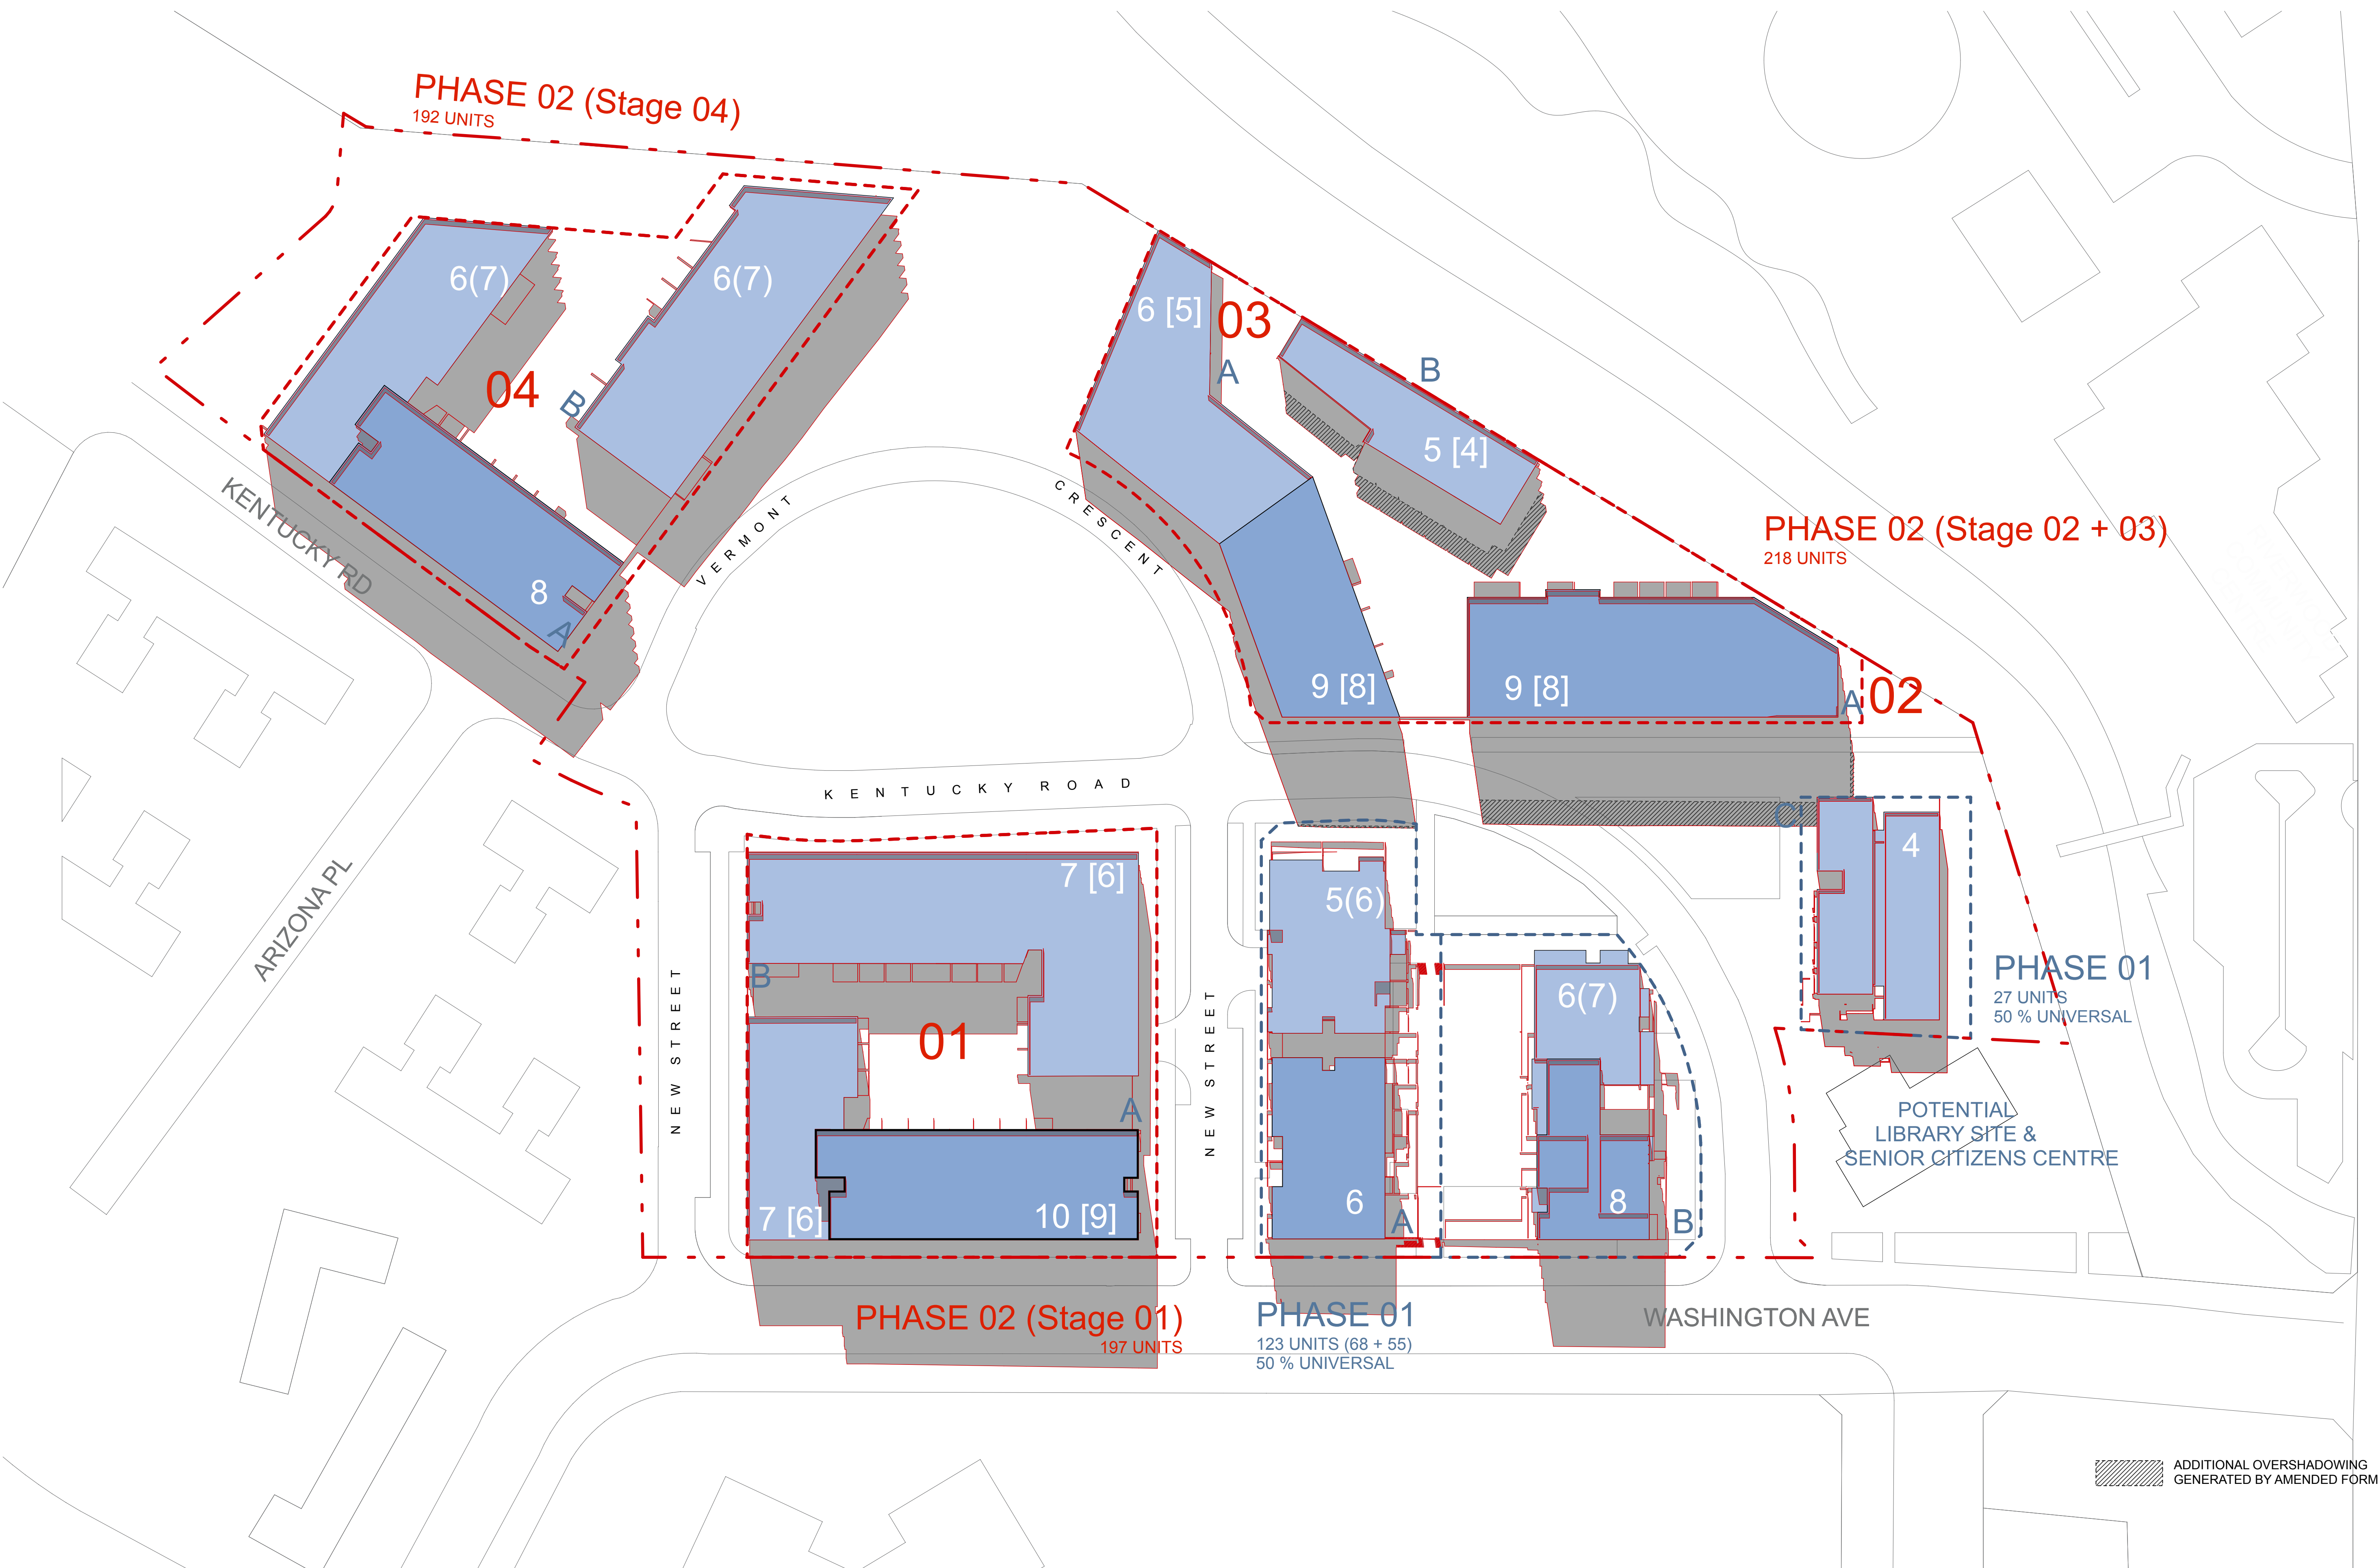 PHASE 02 (Stage 04)
192 UNITS
6(7)
6(7)
04
B
8
A
KENTUCKY RD
VERMONT
CRESCENT
6 [5]
03
A
B
5 [4]
PHASE 02 (Stage 02 + 03)
218 UNITS
9 [8]
9 [8]
A
02
KENTUCKY ROAD
ARIZONA PL
NEW STREET
7 [6]
B
01
A
7 [6]
10 [9]
NEW STREET
5(6)
6
A
6(7)
8
B
C
4
PHASE 01
27 UNITS
50 % UNIVERSAL
POTENTIAL
LIBRARY SITE &
SENIOR CITIZENS CENTRE
PHASE 02 (Stage 01)
197 UNITS
PHASE 01
123 UNITS (68 + 55)
50 % UNIVERSAL
WASHINGTON AVE
ADDITIONAL OVERSHADOWING
GENERATED BY AMENDED FORM